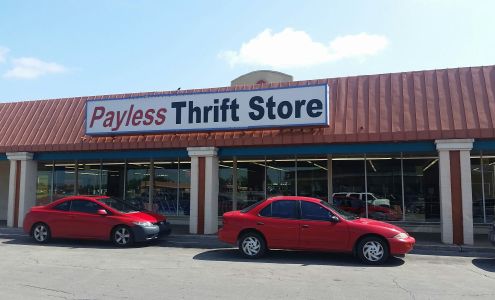 Payless Thrift Store